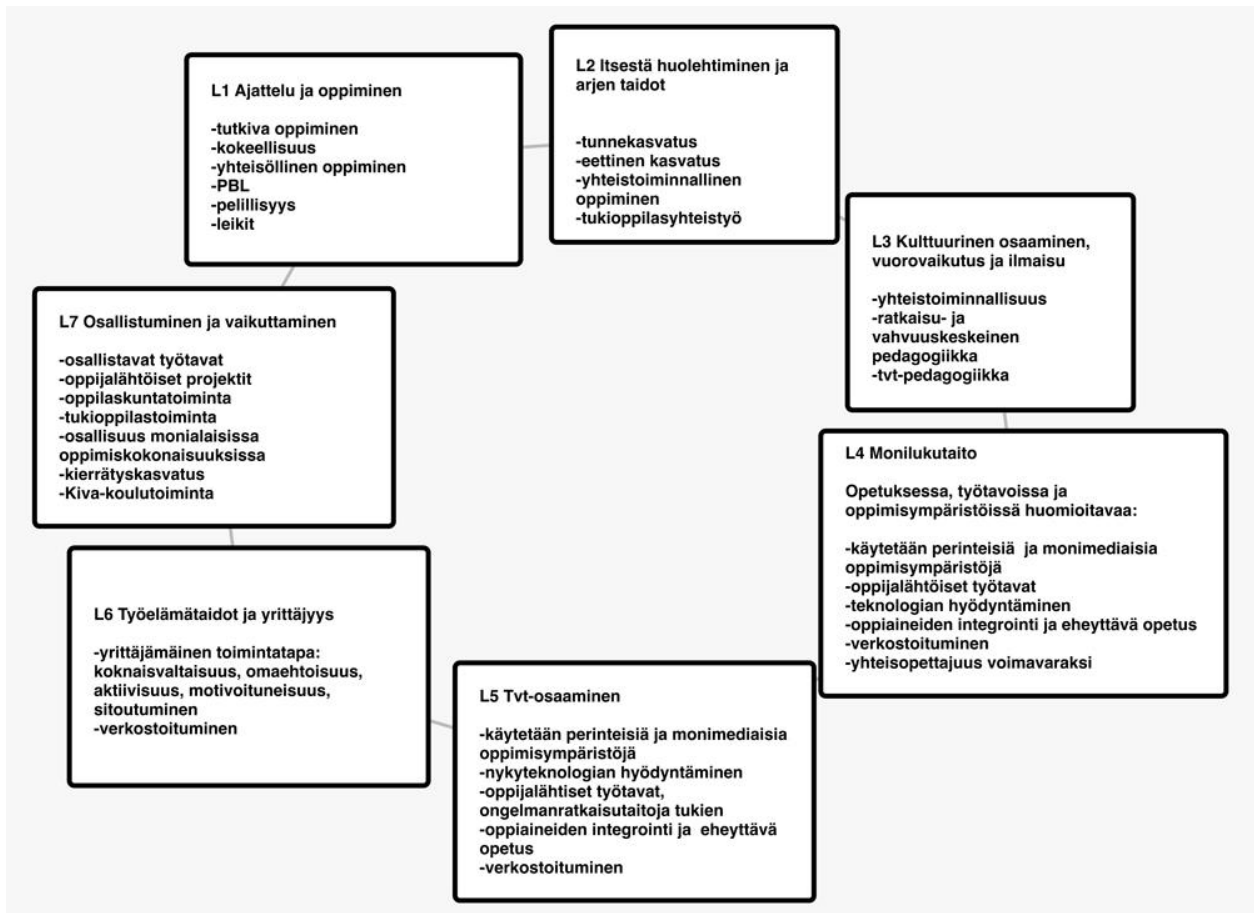 L1 Ajattelu ja oppiminen
-tutkiva oppiminen
-kokeellisuus
-yhteisöllinen oppiminen
-PBL
-pelillisyys
-leikit
L2 Itsestä huolehtiminen ja
arjen taidot
-tunnekasvatus
-eettinen kasvatus
-yhteistoiminnallinen
oppiminen
-tukioppilasyhteistyö
L3 Kulttuurinen osaaminen,
vuorovaikutus ja ilmaisu
-yhteistoiminnallisuus
-ratkaisu- ja
vahvuuskeskeinen
pedagogiikka
-tvt-pedagogiikka
L4 Monilukutaito
Opetuksessa, työtavoissa ja
oppimisympäristöissä huomioitavaa:
-käytetään perinteisiä ja monimediaisia
oppimisympäristöjä
-oppijalähtöiset työtavat
-teknologian hyödyntäminen
-oppiaineiden integrointi ja eheyttävä opetus
-verkostoituminen
-yhteisopettajuus voimavaraksi
L5 Tvt-osaaminen
-käytetään perinteisiä ja monimediaisia
oppimisympäristöjä
-nykyteknologian hyödyntäminen
-oppijalähtiset työtavat,
ongelmanratkaisutaitoja tukien
-oppiaineiden integrointi ja eheyttävä
opetus
-verkostoituminen
L6 Työelämätaidot ja yrittäjyys
-yrittäjämäinen toimintatapa:
koknaisvaltaisuus, omaehtoisuus,
aktiivisuus, motivoituneisuus,
sitoutuminen
-verkostoituminen
L7 Osallistuminen ja vaikuttaminen
-osallistavat työtavat
-oppijalähtöiset projektit
-oppilaskuntatoiminta
-tukioppilastoiminta
-osallisuus monialaisissa
oppimiskokonaisuuksissa
-kierrätyskasvatus
-Kiva-koulutoiminta